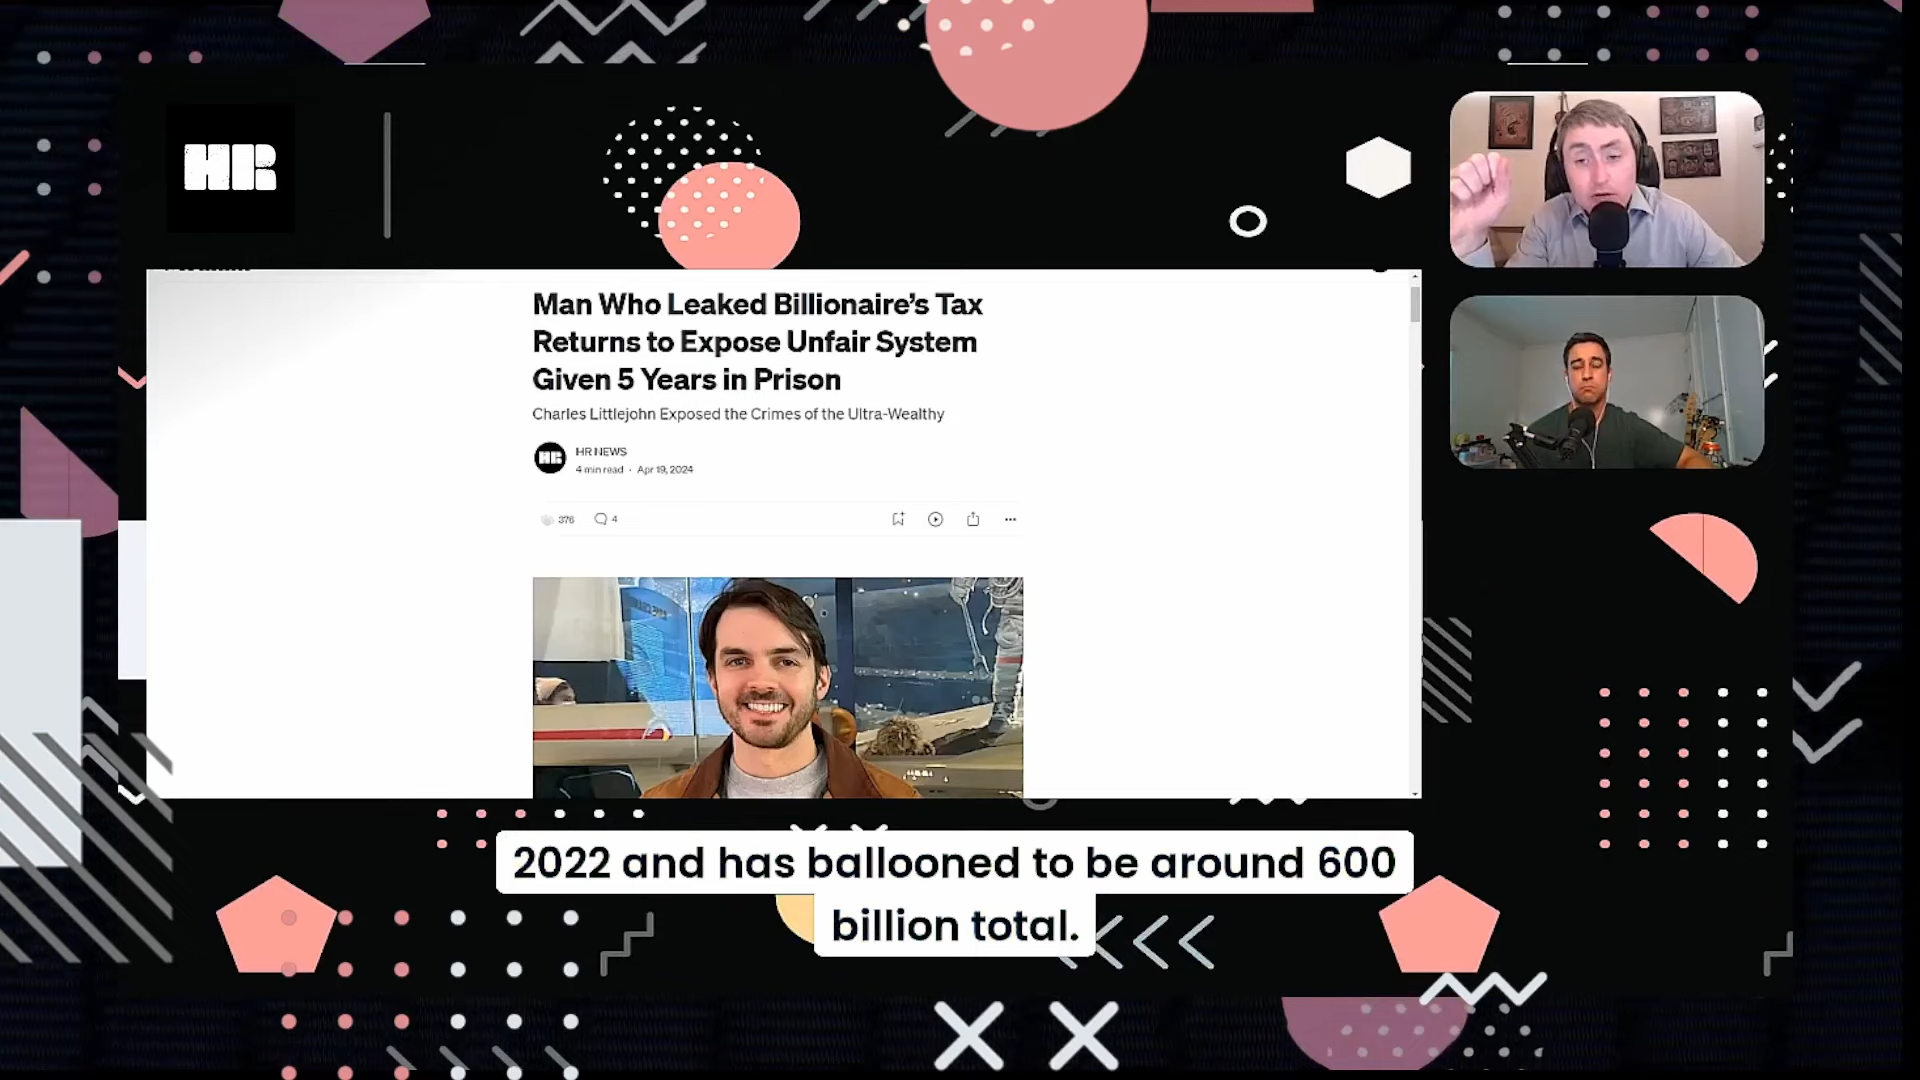 HR
Man Who Leaked Billionaire's Tax
Returns to Expose Unfair System
Given 5 Years in Prison
Charles Littlejohn Exposed the Crimes of the Ultra-Wealthy
HR
HR NEWS
4 min read · Apr 19, 2024
376
4
2022 and has ballooned to be around 600
billion total.